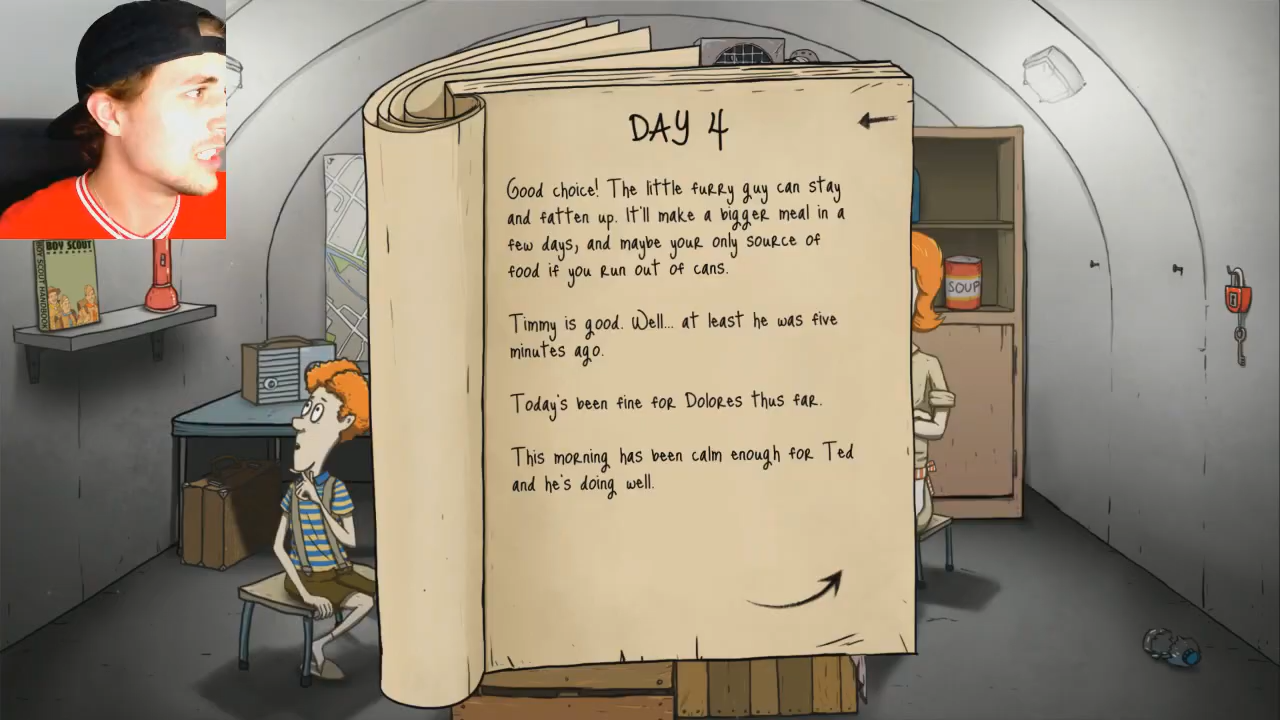 DAY 4
Good choice! The little furry guy can stay
and fatten up. It'll make a bigger meal in a
few days, and maybe your only source of
food if you run out of cans.
Timmy is good. Well... at least he was five
minutes ago.
Today's been fine for Dolores thus far.
This morning has been calm enough for Ted
and he's doing well.
BOY SCOUT
BOY SCOUT HANDBOOK
SOUP